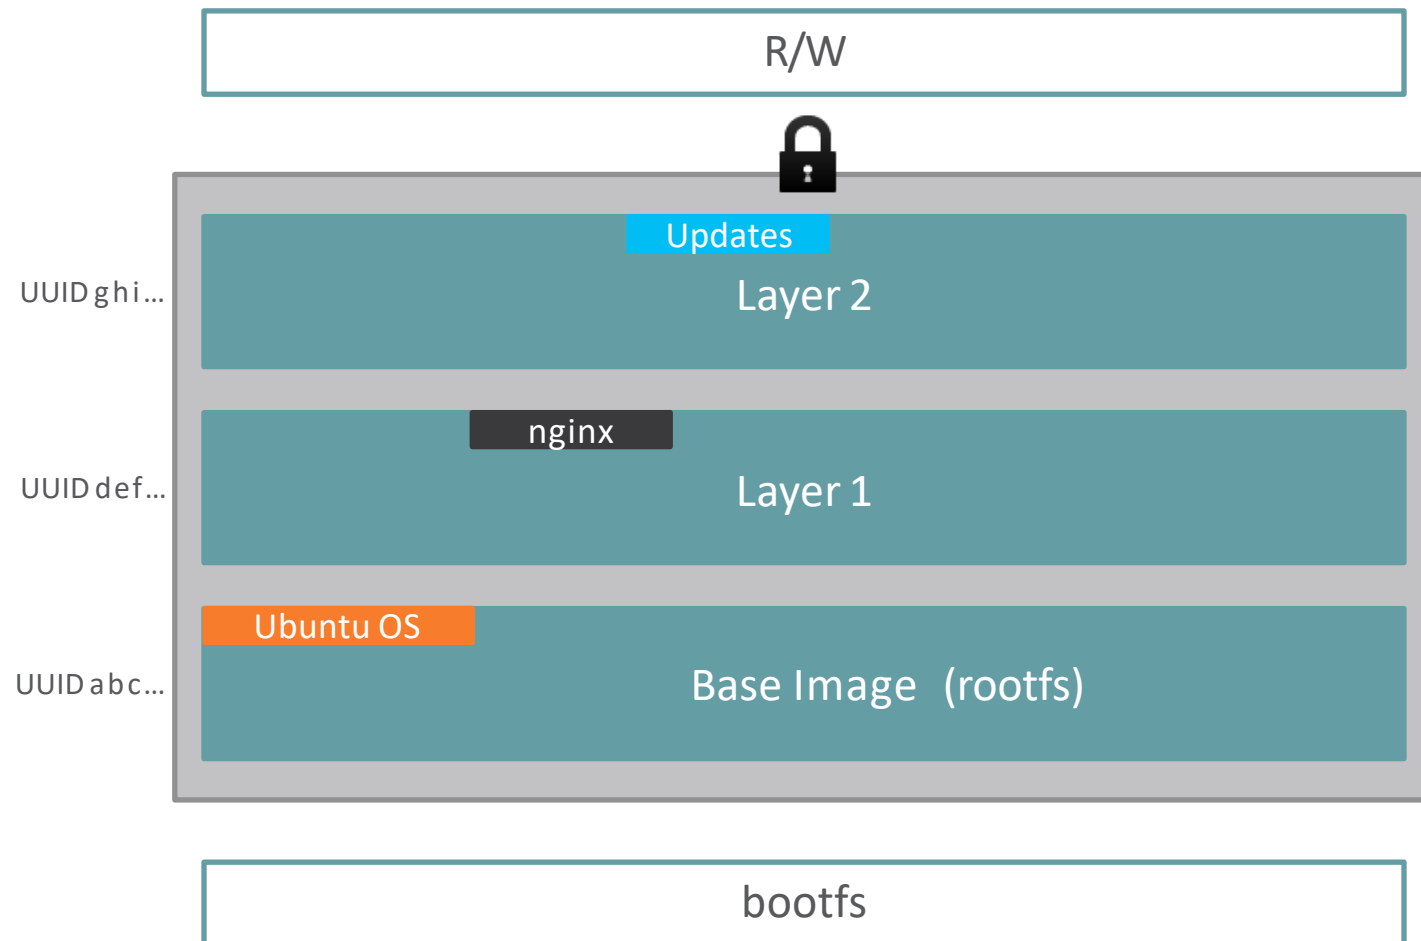 R/W
Updates
UUID ghi…
Layer 2
nginx
UUID def…
Layer 1
Ubuntu OS
UUID abc…
Base Image (rootfs)
bootfs